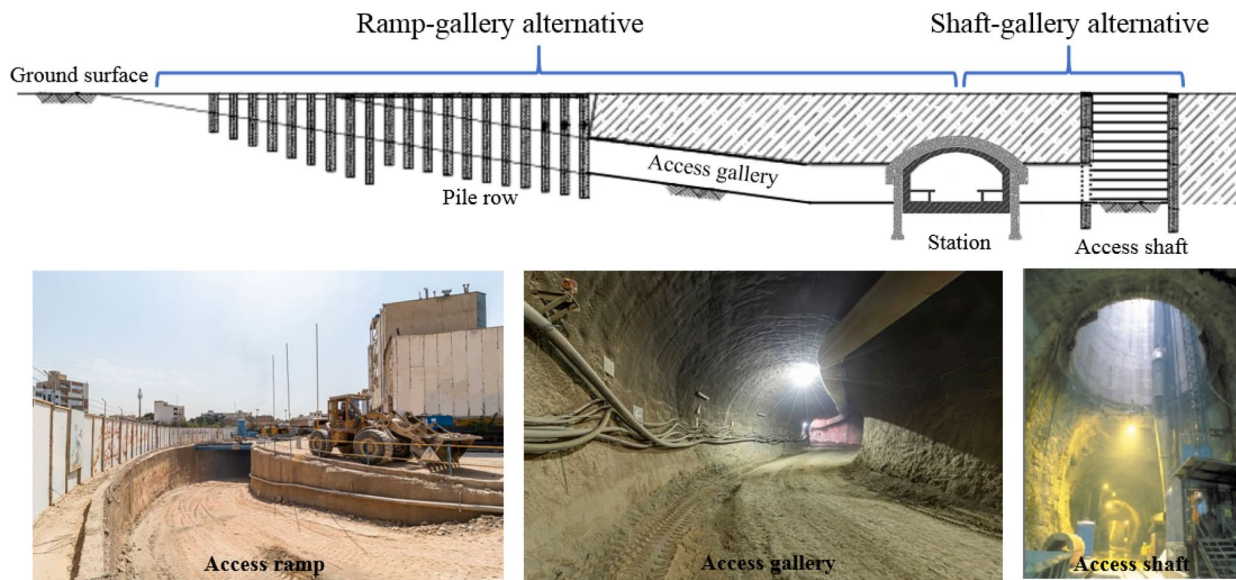 Ramp-gallery alternative
Shaft-gallery alternative
Ground surface
Access gallery
Pile row
Station
Access shaft
Access ramp
Access gallery
Access shaft